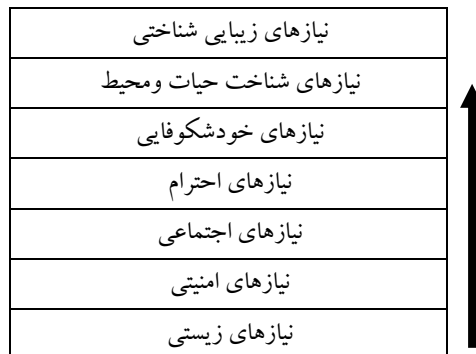 نیازهای زیبایی شناختی
نیازهای شناخت حیات ومحیط
نیازهای خودشکوفایی
نیازهای احترام
نیازهای اجتماعی
نیازهای امنیتی
نیازهای زیستی